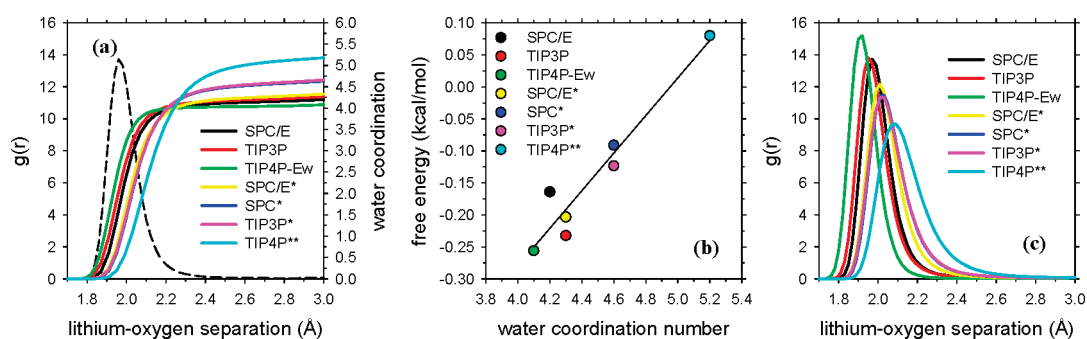 (a)
g(r)
16
14
12
10
8
6
4
2
0
SPC/E
TIP3P
TIP4P-Ew
SPC/E*
SPC*
TIP3P*
TIP4P**
6.0
5.5
5.0
4.5
4.0
3.5
3.0
2.5
2.0
1.5
1.0
0.5
0.0
water coordination
1.8 2.0 2.2 2.4 2.6 2.8 3.0
lithium-oxygen separation (Å)
(b)
free energy (kcal/mol)
0.10
0.05
0.00
-0.05
-0.10
-0.15
-0.20
-0.25
-0.30
SPC/E
TIP3P
TIP4P-Ew
SPC/E*
SPC*
TIP3P*
TIP4P**
3.8 4.0 4.2 4.4 4.6 4.8 5.0 5.2 5.4
water coordination number
(c)
g(r)
16
14
12
10
8
6
4
2
0
SPC/E
TIP3P
TIP4P-Ew
SPC/E*
SPC*
TIP3P*
TIP4P**
1.8 2.0 2.2 2.4 2.6 2.8 3.0
lithium-oxygen separation (Å)